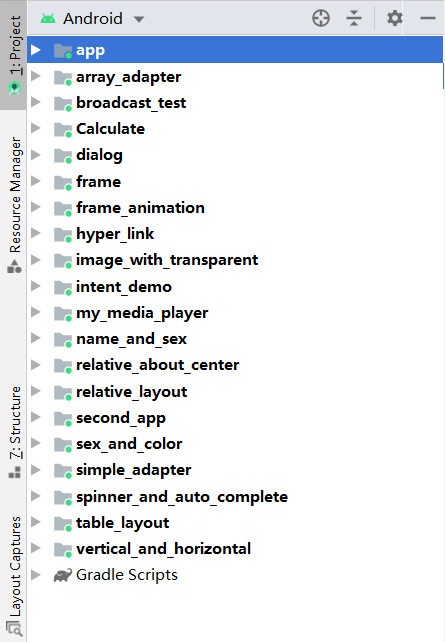 Android
app
array_adapter
broadcast_test
Calculate
dialog
frame
frame_animation
hyper_link
image_with_transparent
intent_demo
my_media_player
name_and_sex
relative_about_center
relative_layout
second_app
sex_and_color
simple_adapter
spinner_and_auto_complete
table_layout
vertical_and_horizontal
Gradle Scripts
1: Project
Resource Manager
7: Structure
Layout Captures